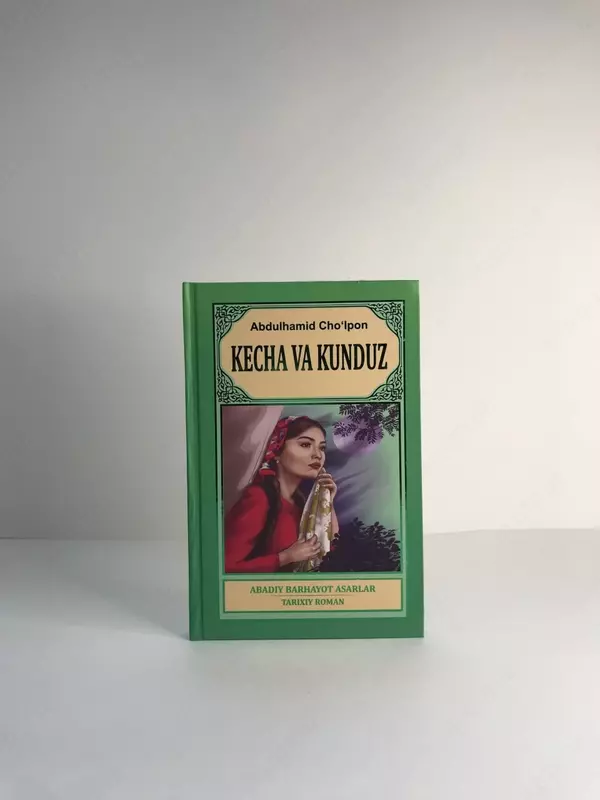 Abdulhamid Cho‘lpon
KECHA VA KUNDUZ
ABADIY BARHAYOT ASARLAR
TARIXIY ROMAN